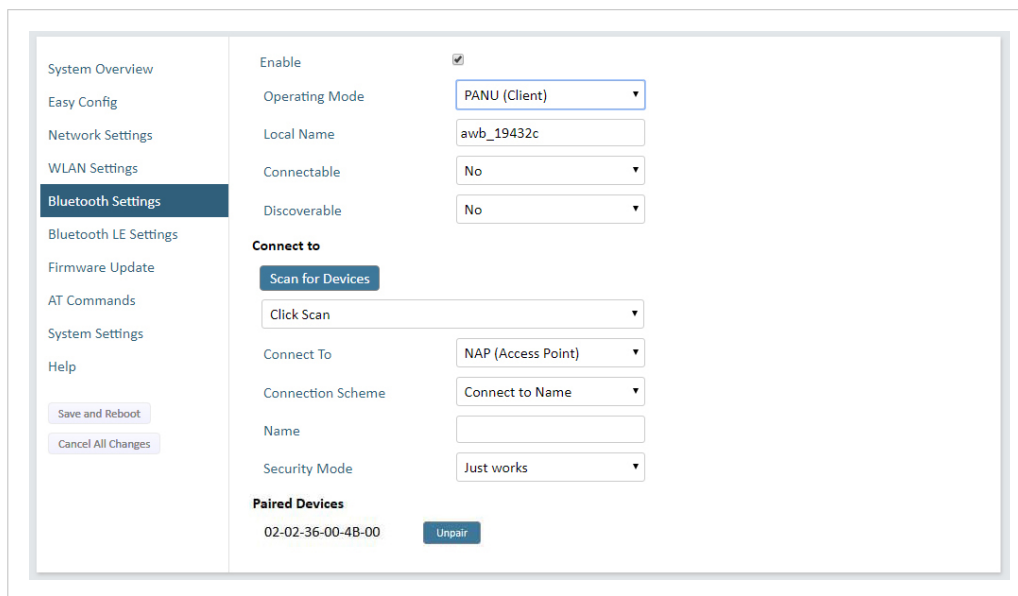 System Overview
Easy Config
Network Settings
WLAN Settings
Bluetooth Settings
Bluetooth LE Settings
Firmware Update
AT Commands
System Settings
Help
Save and Reboot
Cancel All Changes
Enable
Operating Mode PANU (Client)
Local Name awb_19432c
Connectable No
Discoverable No
Connect to
Scan for Devices
Click Scan
Connect To NAP (Access Point)
Connection Scheme Connect to Name
Name
Security Mode Just works
Paired Devices
02-02-36-00-4B-00 Unpair